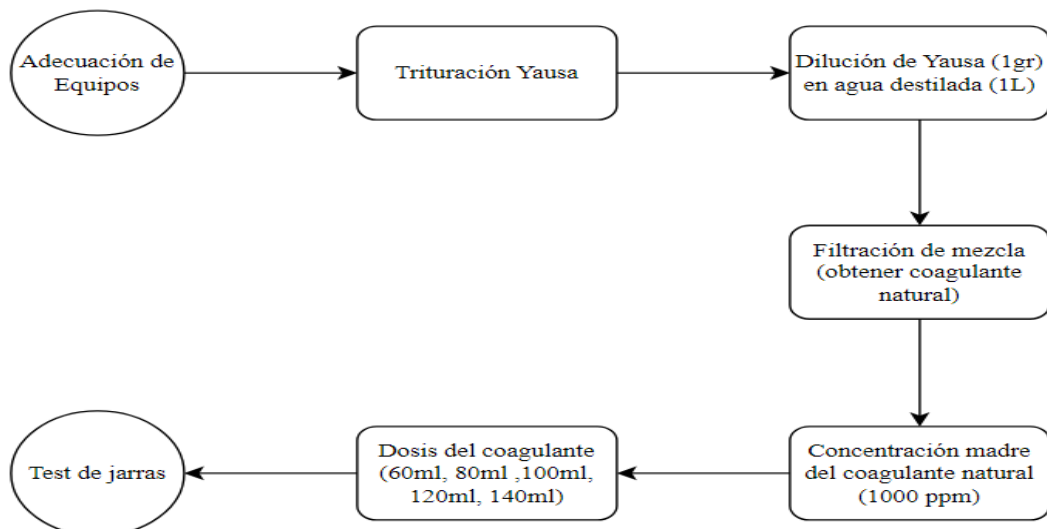 Adecuación de
Equipos
Trituración Yausa
Dilución de Yausa (1gr)
en agua destilada (1L)
Filtración de mezcla
(obtener coagulante
natural)
Concentración madre
del coagulante natural
(1000 ppm)
Dosis del coagulante
(60ml, 80ml ,100ml,
120ml, 140ml)
Test de jarras